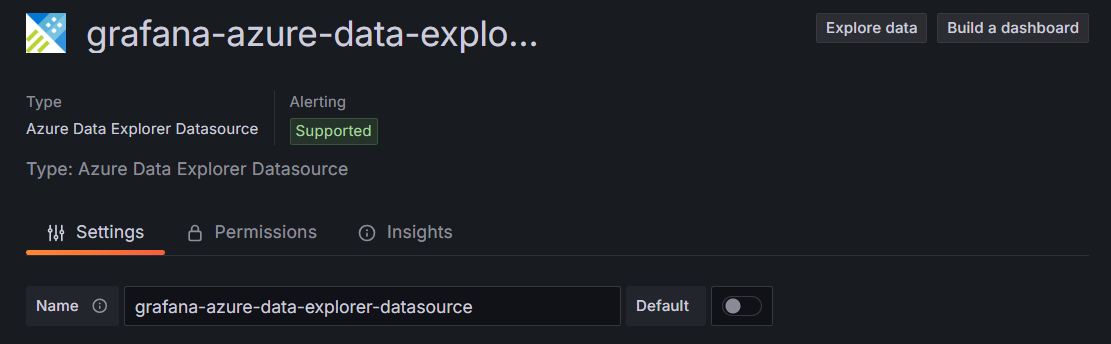 grafana-azure-data-explo...
Explore data
Build a dashboard
Type
Alerting
Azure Data Explorer Datasource
Supported
Type: Azure Data Explorer Datasource
Settings
Permissions
Insights
Name
grafana-azure-data-explorer-datasource
Default